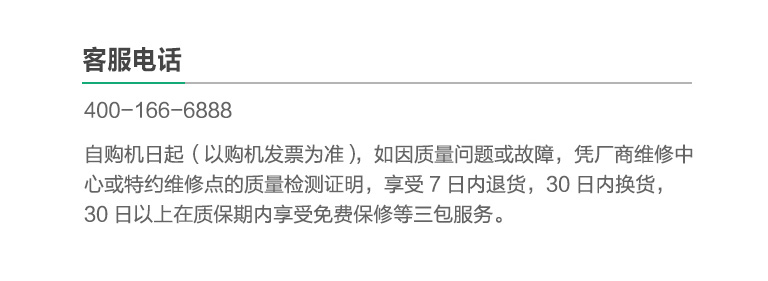 客服电话
400-166-6888
自购机日起（以购机发票为准），如因质量问题或故障，凭厂商维修中
心或特约维修点的质量检测证明，享受 7 日内退货，30 日内换货，
30 日以上在质保期内享受免费保修等三包服务。